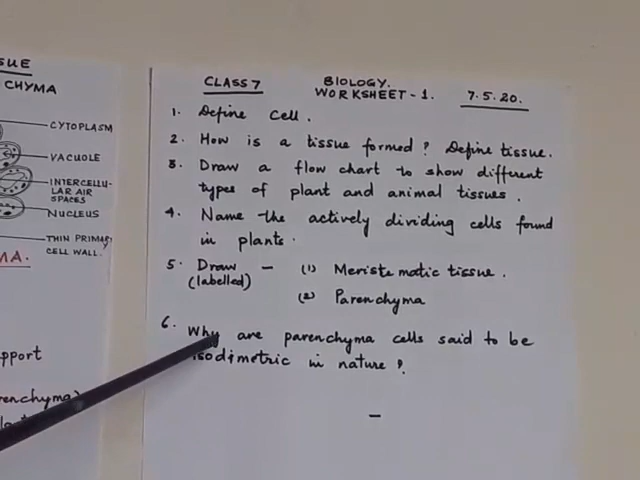 SUE
CHYMA
CYTOPLASM
VACUOLE
INTERCELLU-
LAR AIR
SPACES
NUCLEUS
THIN PRIMARY
CELL WALL.
MA.
upport
renchyma)
CLASS 7 BIOLOGY. WORKSHEET - 1. 7.5.20.
1. Define Cell.
2. How is a tissue formed? Define tissue.
3. Draw a flow chart to show different
types of plant and animal tissues.
4. Name the actively dividing cells found
in plants.
5. Draw - (1) Meristematic tissue.
(labelled)
(2) Parenchyma
6. Why are parenchyma cells said to be
isodimetric in nature?